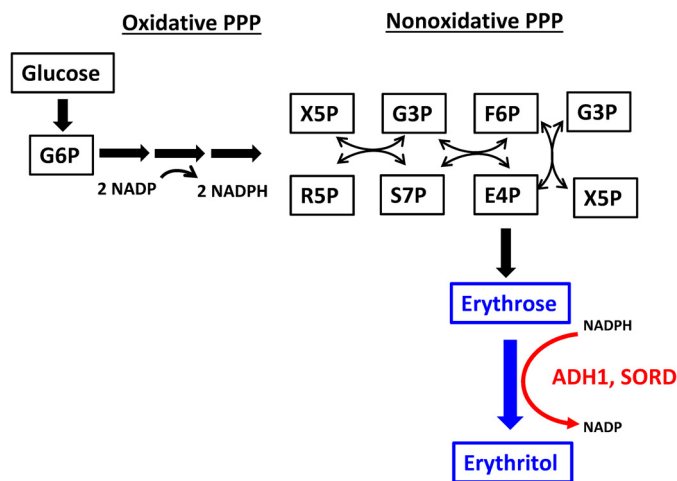 Oxidative PPP
Nonoxidative PPP
Glucose
X5P
G3P
F6P
G3P
G6P
2 NADP
2 NADPH
R5P
S7P
E4P
X5P
Erythrose
NADPH
ADH1, SORD
NADP
Erythritol